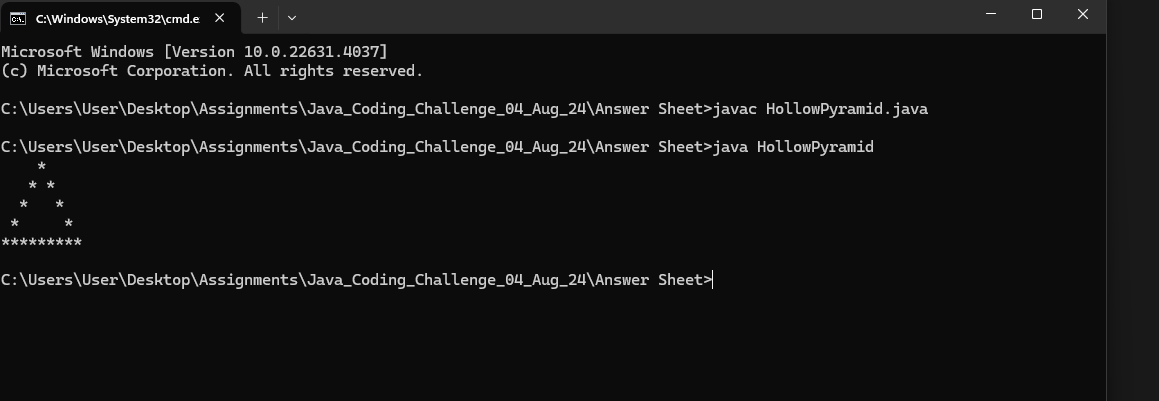 C:\Windows\System32\cmd.e
Microsoft Windows [Version 10.0.22631.4037]
(c) Microsoft Corporation. All rights reserved.
C:\Users\User\Desktop\Assignments\Java_Coding_Challenge_04_Aug_24\Answer Sheet>javac HollowPyramid.java
C:\Users\User\Desktop\Assignments\Java_Coding_Challenge_04_Aug_24\Answer Sheet>java HollowPyramid
    *
   * *
  *   *
 *     *
*********
C:\Users\User\Desktop\Assignments\Java_Coding_Challenge_04_Aug_24\Answer Sheet>